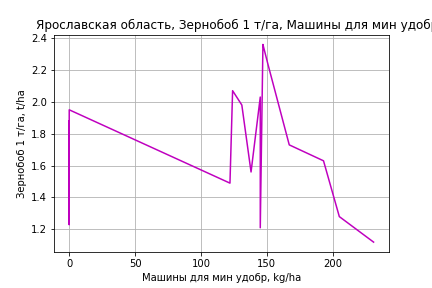 Ярославская область, Зернобоб 1 т/га, Машины для мин удобр
2.4
2.2
2.0
1.8
1.6
1.4
1.2
Зернобоб 1 т/га, t/ha
0 50 100 150 200
Машины для мин удобр, kg/ha